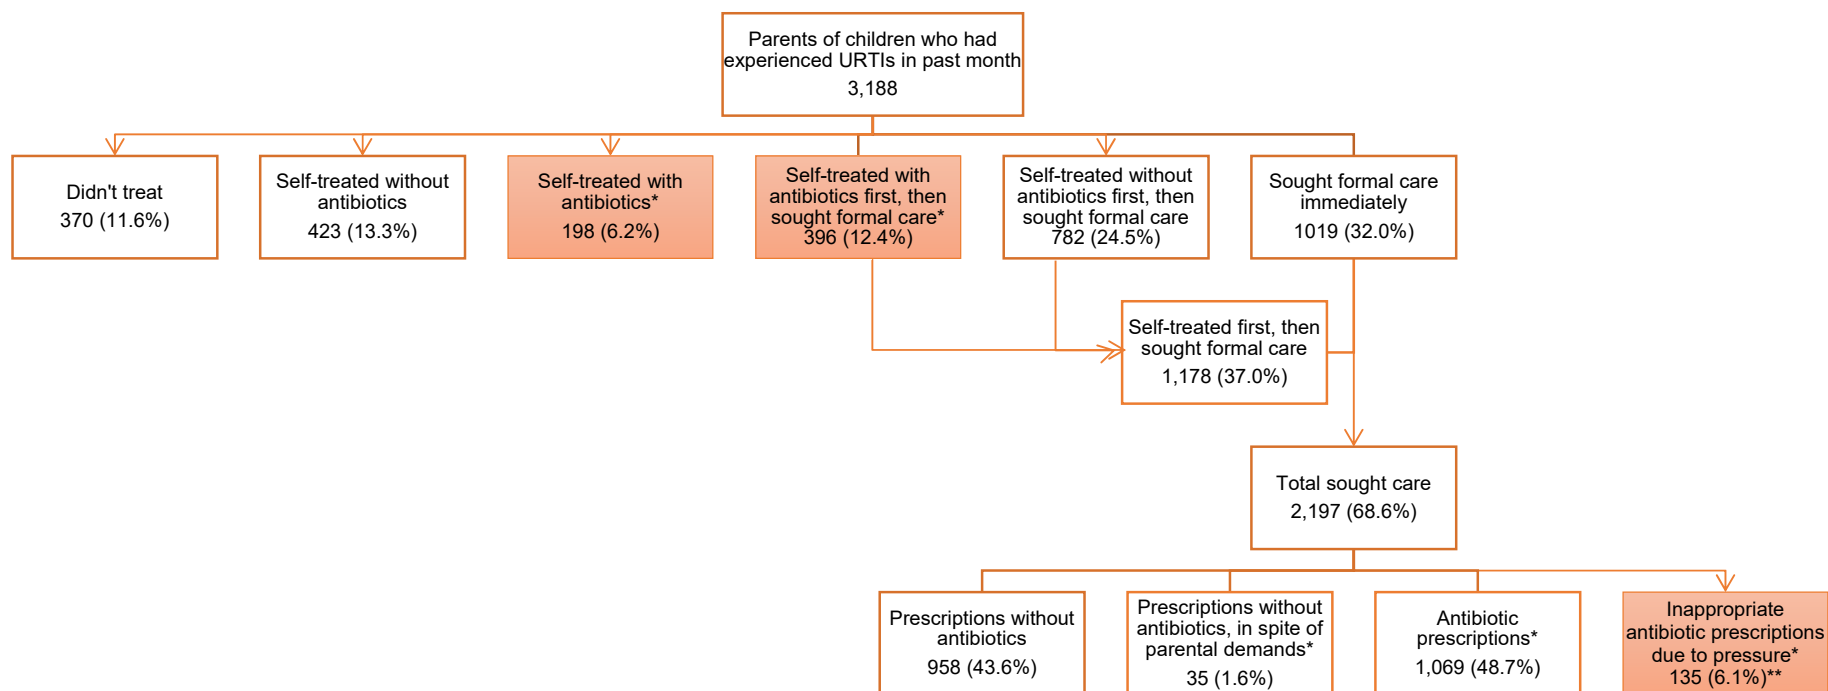 Parents of children who had
experienced URTIs in past month
3,188
Didn't treat
370 (11.6%)
Self-treated without
antibiotics
423 (13.3%)
Self-treated with
antibiotics*
198 (6.2%)
Self-treated with
antibiotics first, then
sought formal care*
396 (12.4%)
Self-treated without
antibiotics first, then
sought formal care
782 (24.5%)
Sought formal care
immediately
1019 (32.0%)
Self-treated first, then
sought formal care
1,178 (37.0%)
Total sought care
2,197 (68.6%)
Prescriptions without
antibiotics
958 (43.6%)
Prescriptions without
antibiotics, in spite of
parental demands*
35 (1.6%)
Antibiotic
prescriptions*
1,069 (48.7%)
Inappropriate
antibiotic prescriptions
due to pressure*
135 (6.1%)**